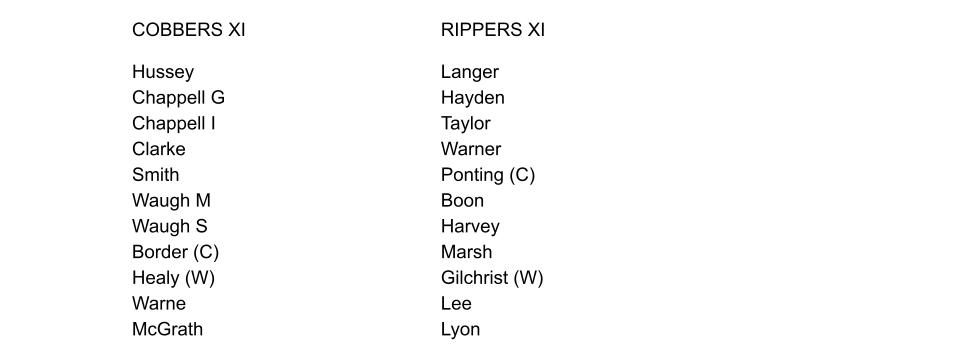 COBBERS XI
Hussey
Chappell G
Chappell I
Clarke
Smith
Waugh M
Waugh S
Border (C)
Healy (W)
Warne
McGrath
RIPPERS XI
Langer
Hayden
Taylor
Warner
Ponting (C)
Boon
Harvey
Marsh
Gilchrist (W)
Lee
Lyon